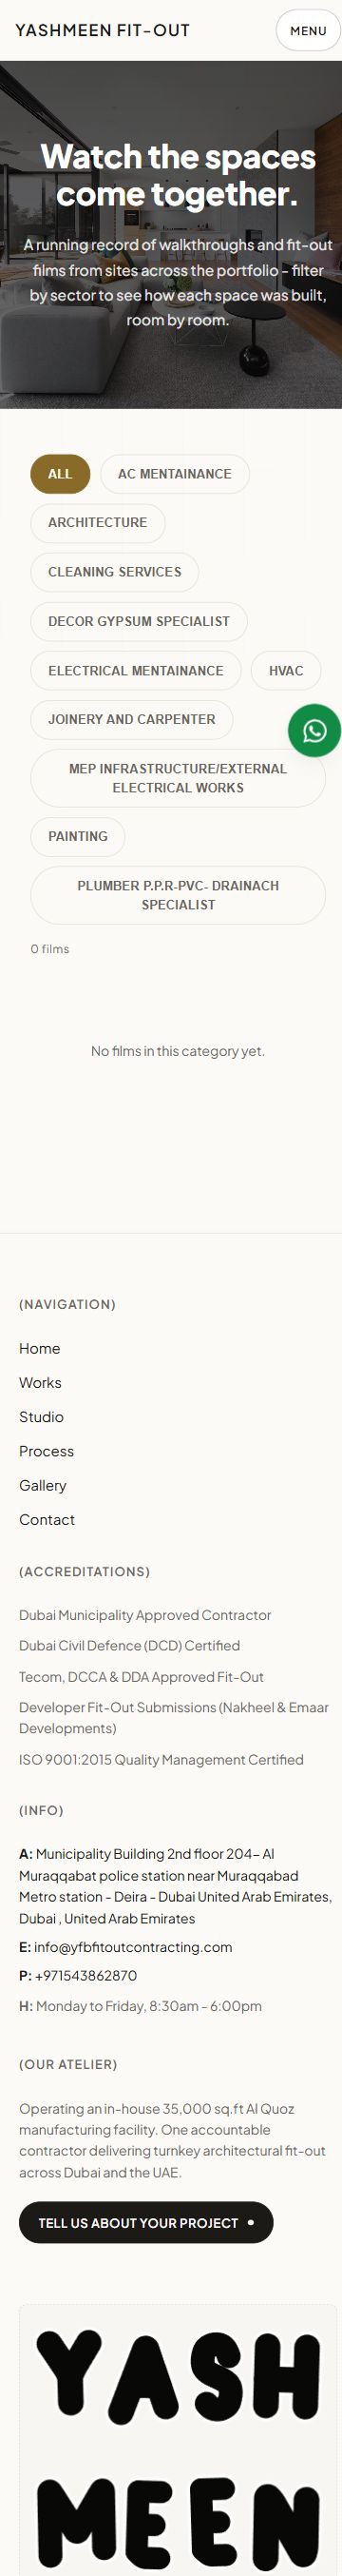 YASHMEEN FIT-OUT
MENU
Watch the spaces
come together.
A running record of walkthroughs and fit-out
films from sites across the portfolio - filter
by sector to see how each space was built,
room by room.
ALL
AC MENTAINANCE
ARCHITECTURE
CLEANING SERVICES
DECOR GYPSUM SPECIALIST
ELECTRICAL MENTAINANCE
HVAC
JOINERY AND CARPENTER
MEP INFRASTRUCTURE/EXTERNAL
ELECTRICAL WORKS
PAINTING
PLUMBER P.P.R-PVC- DRAINACH
SPECIALIST
0 films
No films in this category yet.
(NAVIGATION)
Home
Works
Studio
Process
Gallery
Contact
(ACCREDITATIONS)
Dubai Municipality Approved Contractor
Dubai Civil Defence (DCD) Certified
Tecom, DCCA & DDA Approved Fit-Out
Developer Fit-Out Submissions (Nakheel & Emaar
Developments)
ISO 9001:2015 Quality Management Certified
(INFO)
A: Municipality Building 2nd floor 204– Al
Muraqqabat police station near Muraqqabad
Metro station - Deira - Dubai United Arab Emirates,
Dubai , United Arab Emirates
E: info@yfbfitoutcontracting.com
P: +971543862870
H: Monday to Friday, 8:30am - 6:00pm
(OUR ATELIER)
Operating an in-house 35,000 sq.ft Al Quoz
manufacturing facility. One accountable
contractor delivering turnkey architectural fit-out
across Dubai and the UAE.
TELL US ABOUT YOUR PROJECT
YASH
MEEN